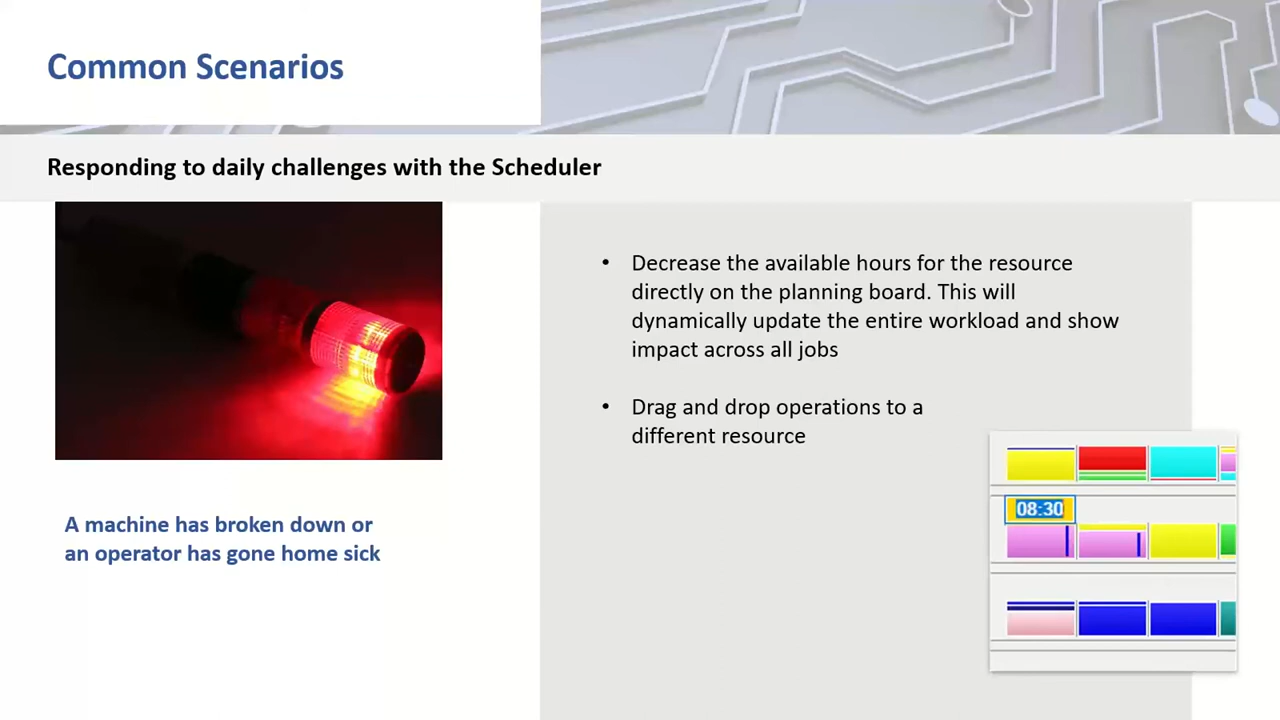 Common Scenarios
Responding to daily challenges with the Scheduler
A machine has broken down or
an operator has gone home sick
• Decrease the available hours for the resource
directly on the planning board. This will
dynamically update the entire workload and show
impact across all jobs
• Drag and drop operations to a
different resource
08:30